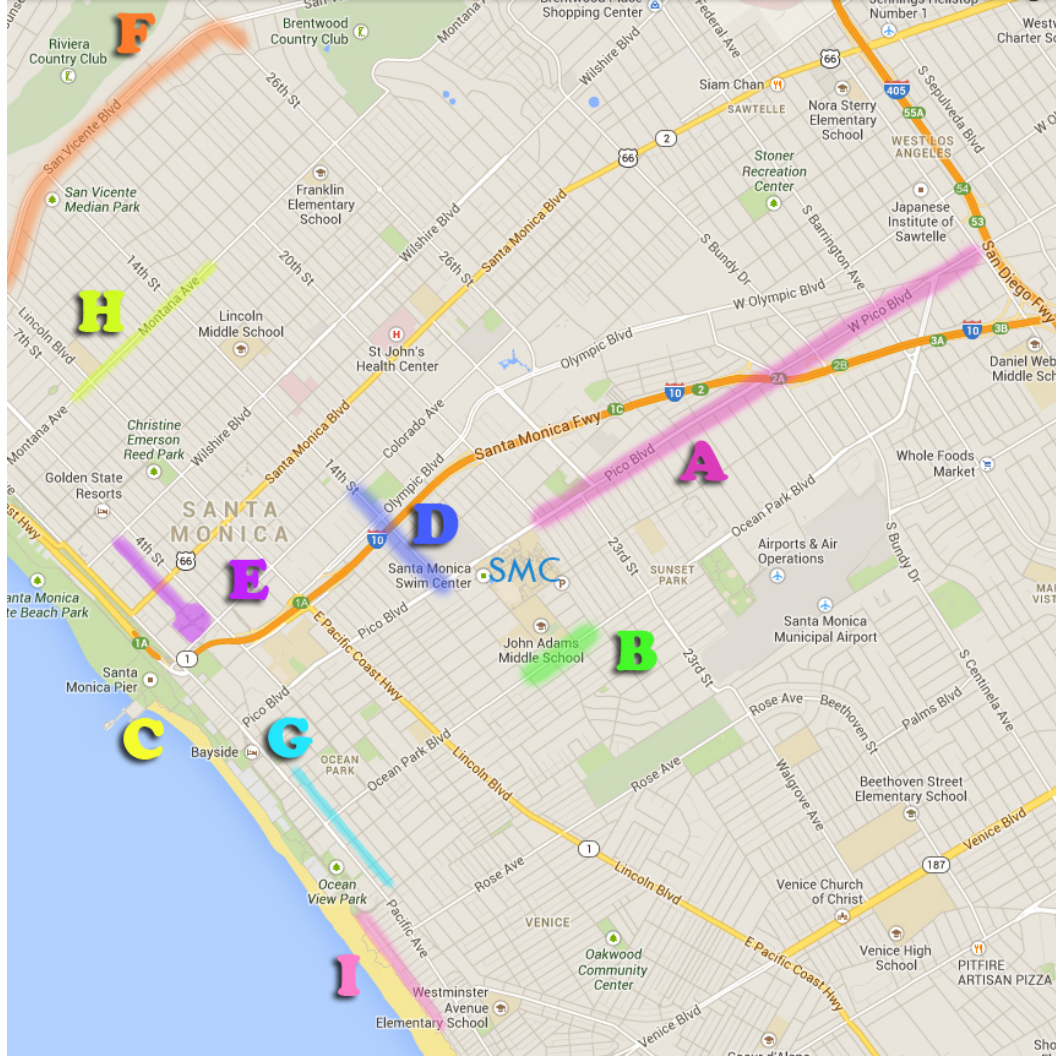 Riviera
Country Club
F
San Vicente Blvd
26th St
Brentwood
Country Club
Montana
Shopping Center
Wilshire Blvd
Federal Ave
Number 1
66
Siam Chan
SAWTELLE
Nora Sterry
Elementary
School
405
55A
S Sepulveda Blvd
Charter Sc
WEST LOS
ANGELES
W Ol
2
66
Stoner
Recreation
Center
S Barrington Ave
Japanese
Institute of
Sawtelle
54
53
San Diego Fwy
San Vicente
Median Park
Franklin
Elementary
School
Wilshire Blvd
Santa Monica Blvd
14th St
20th St
26th St
S Bundy Dr
W Olympic Blvd
W Pico Blvd
H
Montana Ave
Lincoln Blvd
7th St
Lincoln
Middle School
H
St John's
Health Center
Olympic Blvd
10
3B
3A
2B
2A
2
10
1C
Daniel Web
Middle Sch
Montana Ave
Christine
Emerson
Reed Park
Wilshire Blvd
Santa Monica Blvd
Colorado Ave
Olympic Blvd
Santa Monica Fwy
Pico Blvd
A
Whole Foods
Market
Golden State
Resorts
SANTA
MONICA
14th St
D
10
Ocean Park Blvd
S Bundy Dr
4th St
66
E
Santa Monica
Swim Center
SMC
P
23rd St
SUNSET
PARK
Airports & Air
Operations
Santa Monica
Municipal Airport
anta Monica
te Beach Park
1A
1A
1
E Pacific Coast Hwy
Pico Blvd
John Adams
Middle School
B
23rd St
S Centinela Ave
Santa
Monica Pier
C
Pico Blvd
G
Bayside
OCEAN
PARK
Ocean Park Blvd
Lincoln Blvd
Rose Ave
Rose Ave
Beethoven St
Palms Blvd
Walgrove Ave
Beethoven Street
Elementary School
Venice Blvd
1
187
Lincoln Blvd
Rose Ave
Ocean
View Park
Pacific Ave
VENICE
Venice Church
of Christ
Oakwood
Community
Center
E Pacific Coast Hwy
Venice High
School
PITFIRE
ARTISAN PIZZA
I
Westminster
Avenue
Elementary School
Venice Blvd